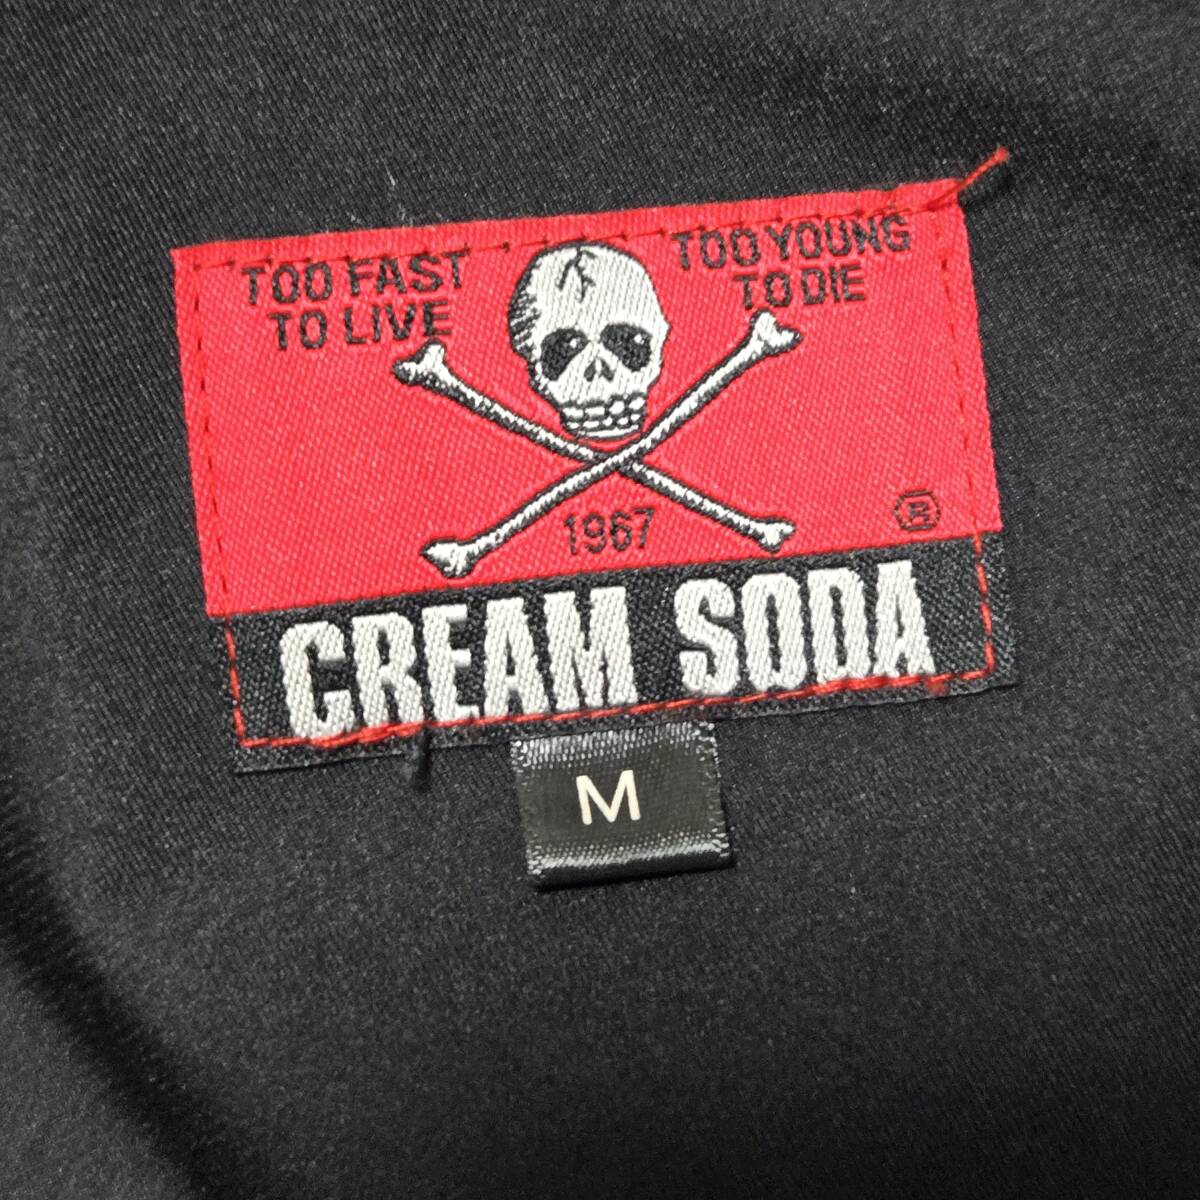 TOO FAST
TO LIVE
TOO YOUNG
TO DIE
1967
®
CREAM SODA
M